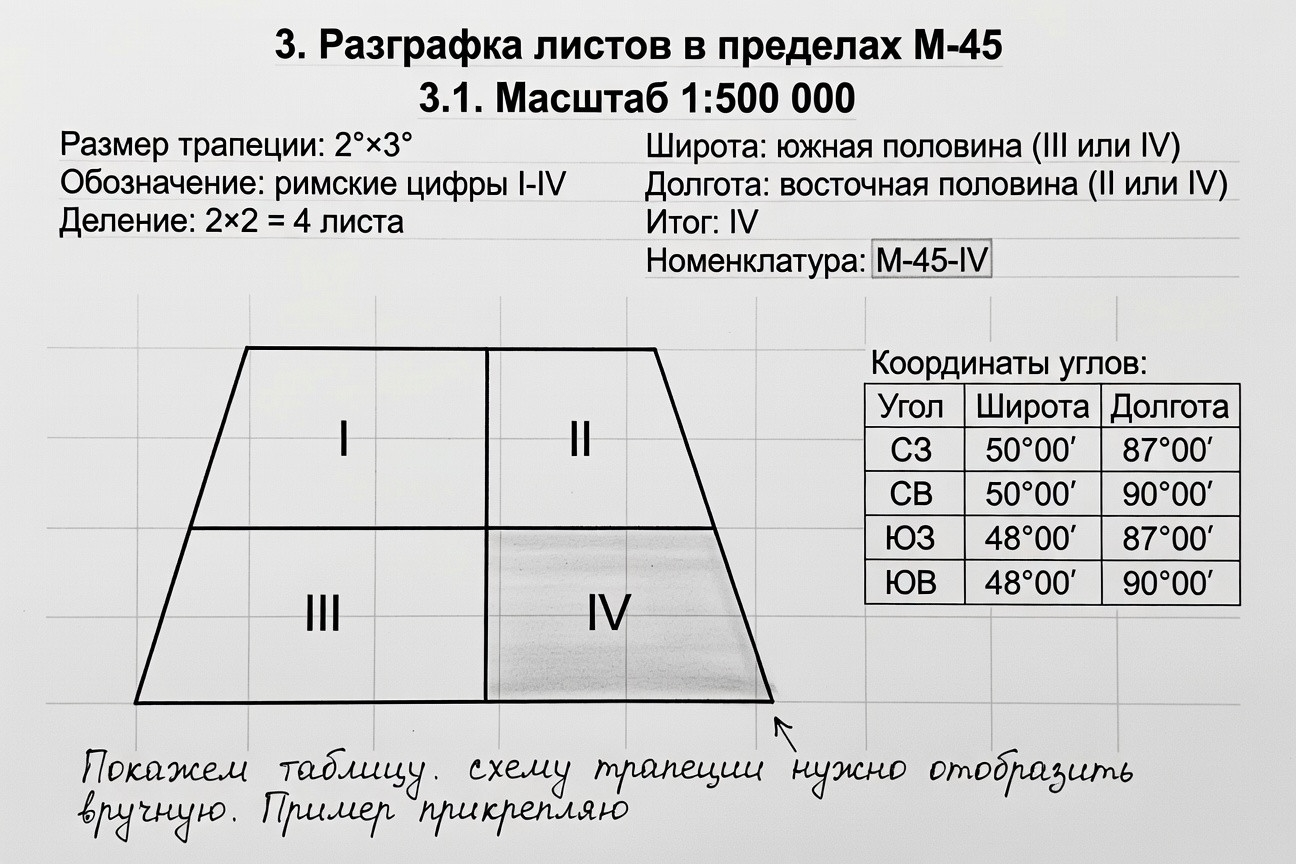 3. Разграфка листов в пределах М-45
3.1. Масштаб 1:500 000
Размер трапеции: 2°×3°
Обозначение: римские цифры I-IV
Деление: 2×2 = 4 листа
Широта: южная половина (III или IV)
Долгота: восточная половина (II или IV)
Итог: IV
Номенклатура: М-45-IV
I
II
III
IV
Координаты углов:
Угол Широта Долгота
СЗ 50°00′ 87°00′
СВ 50°00′ 90°00′
ЮЗ 48°00′ 87°00′
ЮВ 48°00′ 90°00′
Покажем таблицу. схему трапеции нужно отобразить
вручную. Пример прикрепляю